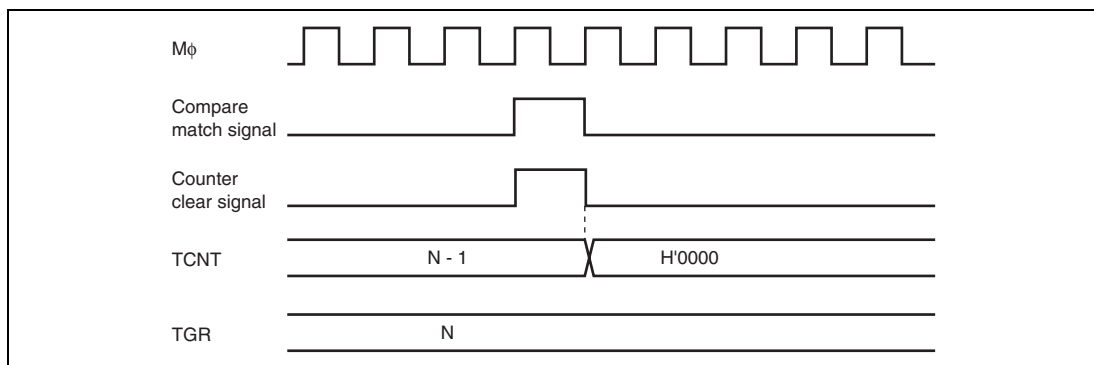 Mϕ
Compare
match signal
Counter
clear signal
TCNT
N - 1
H'0000
TGR
N